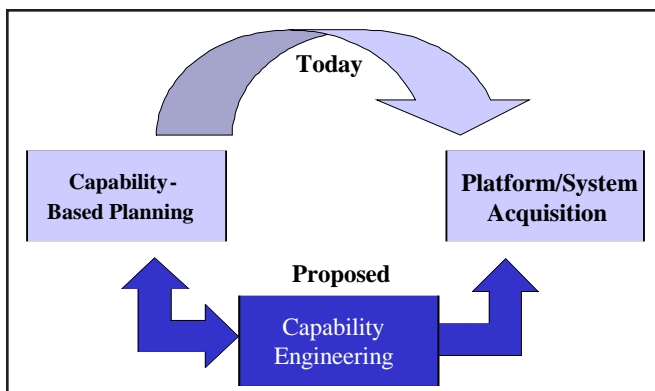 Today
Capability-
Based Planning
Platform/System
Acquisition
Proposed
Capability
Engineering